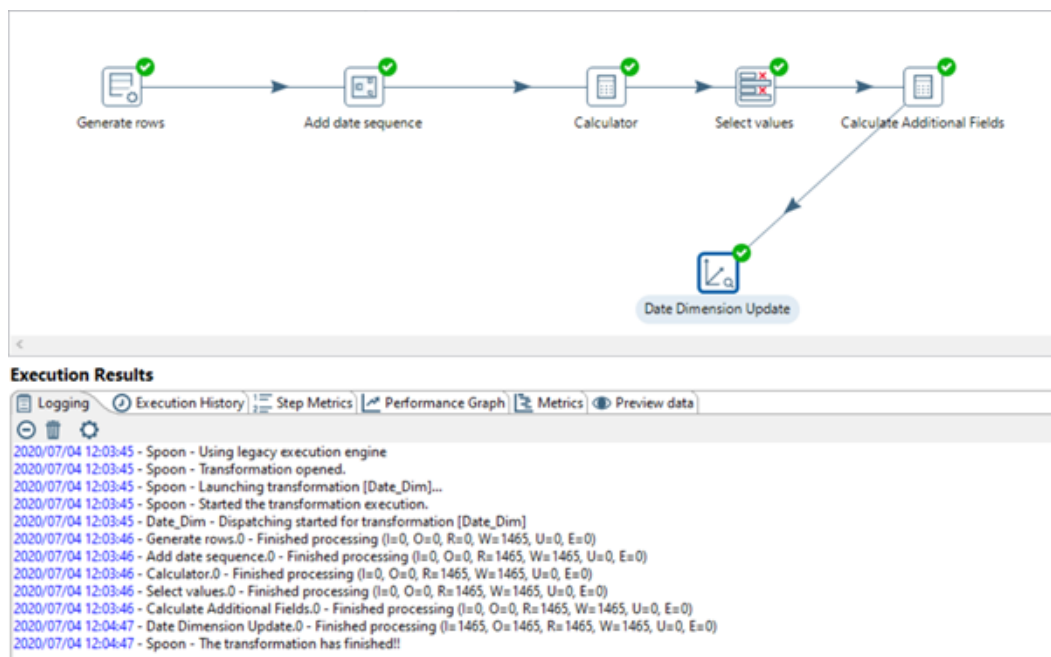 Generate rows
Add date sequence
Calculator
Select values
Calculate Additional Fields
Date Dimension Update
Execution Results
Logging Execution History Step Metrics Performance Graph Metrics Preview data
2020/07/04 12:03:45 - Spoon - Using legacy execution engine
2020/07/04 12:03:45 - Spoon - Transformation opened.
2020/07/04 12:03:45 - Spoon - Launching transformation [Date_Dim]...
2020/07/04 12:03:45 - Spoon - Started the transformation execution.
2020/07/04 12:03:45 - Date_Dim - Dispatching started for transformation [Date_Dim]
2020/07/04 12:03:46 - Generate rows.0 - Finished processing (I=0, O=0, R=0, W=1465, U=0, E=0)
2020/07/04 12:03:46 - Add date sequence.0 - Finished processing (I=0, O=0, R=1465, W=1465, U=0, E=0)
2020/07/04 12:03:46 - Calculator.0 - Finished processing (I=0, O=0, R=1465, W=1465, U=0, E=0)
2020/07/04 12:03:46 - Select values.0 - Finished processing (I=0, O=0, R=1465, W=1465, U=0, E=0)
2020/07/04 12:03:46 - Calculate Additional Fields.0 - Finished processing (I=0, O=0, R=1465, W=1465, U=0, E=0)
2020/07/04 12:04:47 - Date Dimension Update.0 - Finished processing (I=1465, O=1465, R=1465, W=1465, U=0, E=0)
2020/07/04 12:04:47 - Spoon - The transformation has finished!!